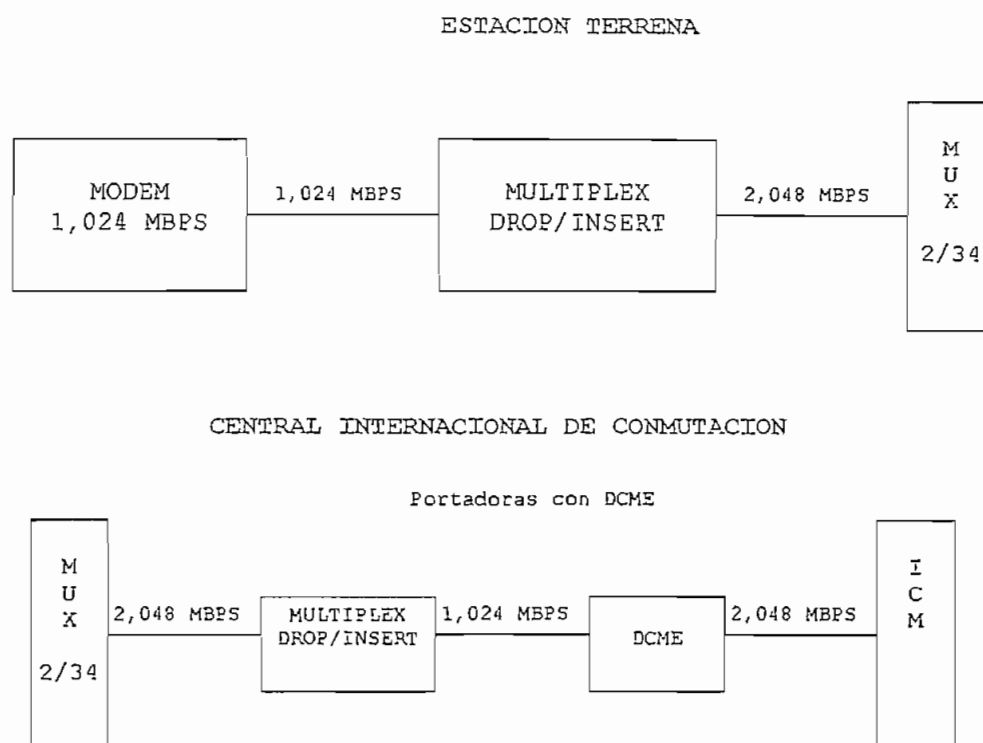 ESTACION TERRENA
MODEM
1,024 MBPS
1,024 MBPS
MULTIPLEX
DROP/INSERT
2,048 MBPS
M
U
X
2/34
CENTRAL INTERNACIONAL DE CONMUTACION
Portadoras con DCME
M
U
X
2/34
2,048 MBPS
MULTIPLEX
DROP/INSERT
1,024 MBPS
DCME
2,048 MBPS
I
C
M